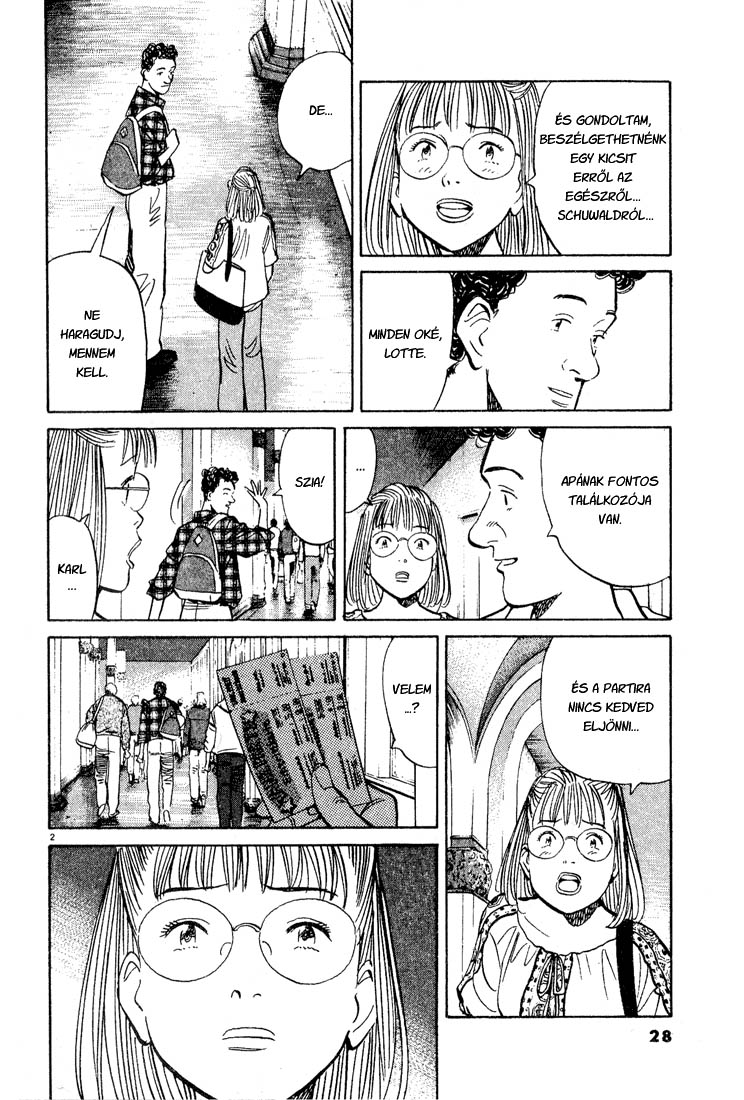 ÉS GONDOLTAM,
BESZÉLGETHETNÉNK
EGY KICSIT
ERRŐL AZ
EGÉSZRŐL...
SCHUWALDRÓL...
MINDEN OKÉ,
LOTTE.
DE...
NE
HARAGUDJ,
MENNEM
KELL.
APÁNAK FONTOS
TALÁLKOZÓJA
VAN.
...
SZIA!
KARL
...
ÉS A PARTIRA
NINCS KEDVED
ELJÖNNI...
VELEM
...?
2
28